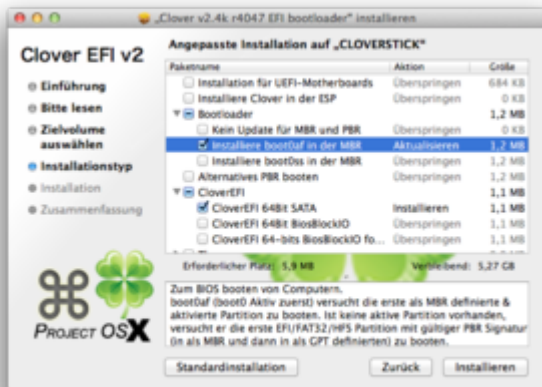 „Clover v2.4k r4047 EFI bootloader" installieren
Clover EFI v2
Einführung
Bitte lesen
Zielvolume
auswählen
Installationstyp
Installation
Zusammenfassung
PROJECT OSX
Angepasste Installation auf „CLOVERSTICK"
Paketname Aktion Größe
Installation für UEFI-Motherboards Überspringen 684 KB
Installiere Clover in der ESP Überspringen 0 KB
Bootloader 1,2 MB
Kein Update für MBR und PBR Überspringen 0 KB
Installiere boot0af in der MBR Aktualisieren 1,2 MB
Installiere boot0ss in der MBR Überspringen 1,2 MB
Alternatives PBR booten Überspringen 1,2 MB
CloverEFI 1,1 MB
CloverEFI 64Bit SATA Installieren 1,1 MB
CloverEFI 64Bit BiosBlockIO Überspringen 1,1 MB
CloverEFI 64-bits BiosBlockIO fo... Überspringen 1,1 MB
Erforderlicher Platz: 5,9 MB Verbleibend: 5,27 GB
Zum BIOS booten von Computern.
boot0af (boot0 Aktiv zuerst) versucht die erste als MBR definierte &
aktivierte Partition zu booten. Ist keine aktive Partition vorhanden,
versucht er die erste EFI/FAT32/HFS Partition mit gültiger PBR Signatur
(in als MBR und dann in als GPT definierten) zu booten.
Standardinstallation Zurück Installieren